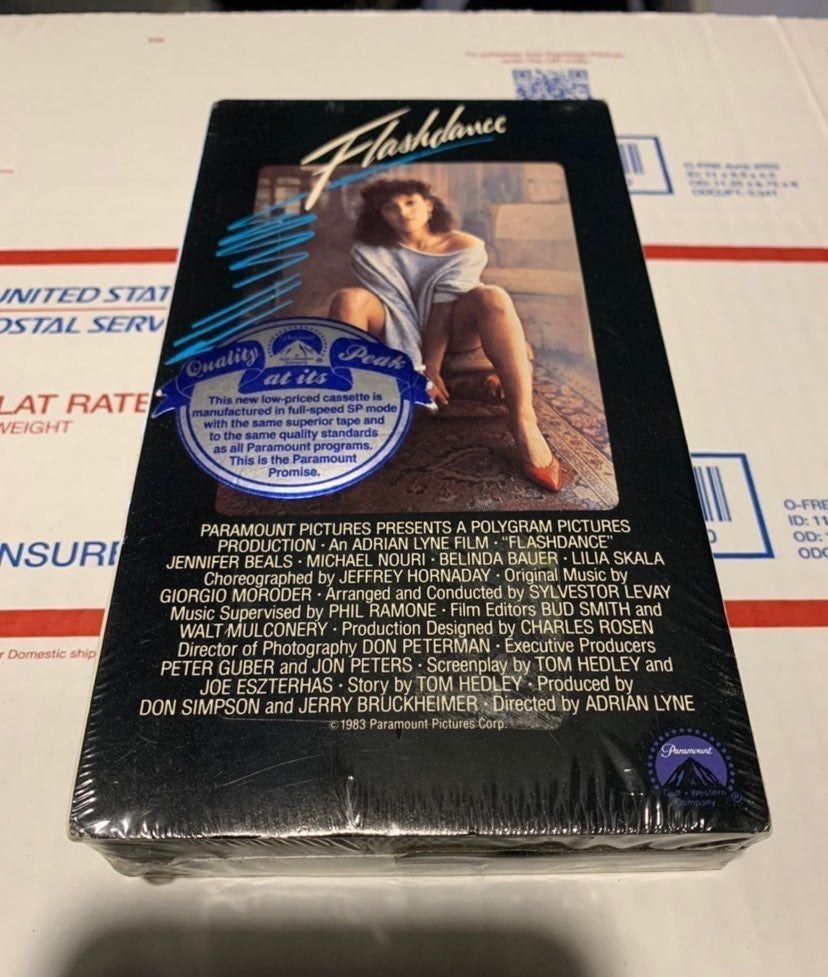 Flashdance
Quality
at its
Peak
Paramount
This new low-priced cassette is
manufactured in full-speed SP mode
with the same superior tape and
to the same quality standards
as all Paramount programs.
This is the Paramount
Promise.
PARAMOUNT PICTURES PRESENTS A POLYGRAM PICTURES
PRODUCTION · An ADRIAN LYNE FILM · "FLASHDANCE"
JENNIFER BEALS · MICHAEL NOURI · BELINDA BAUER · LILIA SKALA
Choreographed by JEFFREY HORNADAY · Original Music by
GIORGIO MORODER · Arranged and Conducted by SYLVESTOR LEVAY
Music Supervised by PHIL RAMONE · Film Editors BUD SMITH and
WALT MULCONERY · Production Designed by CHARLES ROSEN
Director of Photography DON PETERMAN · Executive Producers
PETER GUBER and JON PETERS · Screenplay by TOM HEDLEY and
JOE ESZTERHAS · Story by TOM HEDLEY · Produced by
DON SIMPSON and JERRY BRUCKHEIMER · Directed by ADRIAN LYNE
© 1983 Paramount Pictures Corp.
Paramount
A
Gulf + Western
Company
®
UNITED STAT
OSTAL SERV
LAT RATE
WEIGHT
NSURE
r Domestic ship
O-FRE
ID: 11
OD: